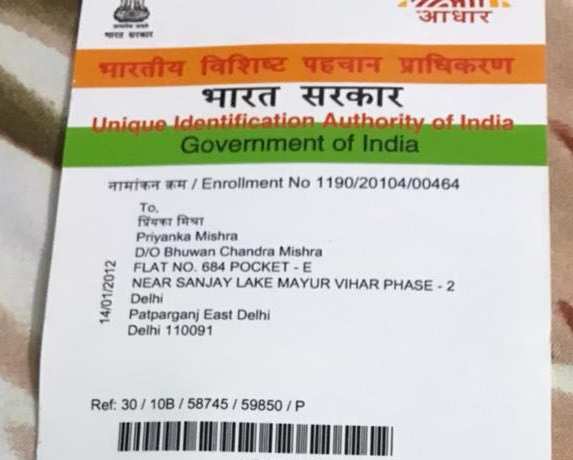 भारत सरकार
आधार
भारतीय विशिष्ट पहचान प्राधिकरण
भारत सरकार
Unique Identification Authority of India
Government of India
नामांकन क्रम / Enrollment No 1190/20104/00464
To,
प्रियंका मिश्रा
Priyanka Mishra
D/O Bhuwan Chandra Mishra
FLAT NO. 684 POCKET - E
NEAR SANJAY LAKE MAYUR VIHAR PHASE - 2
Delhi
Patparganj East Delhi
Delhi 110091
14/01/2012
Ref: 30 / 10B / 58745 / 59850 / P